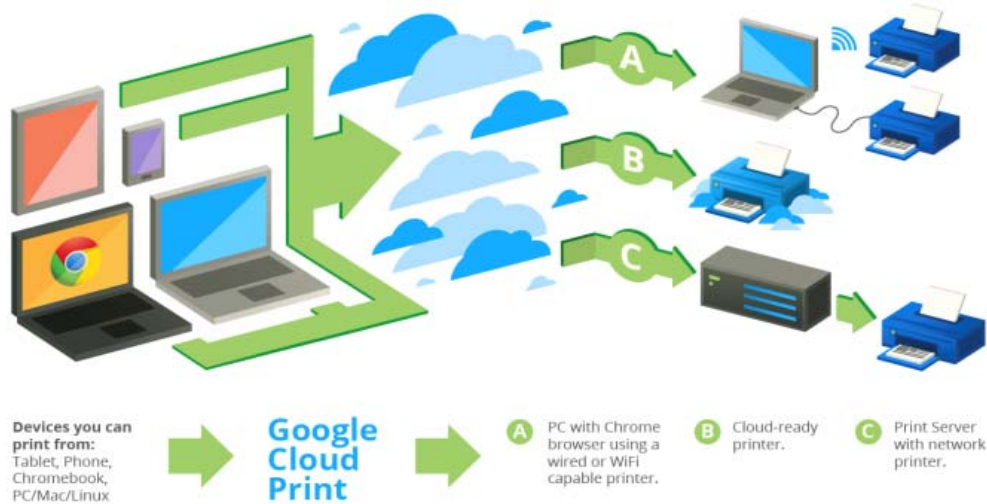 A
B
C
Devices you can
print from:
Tablet, Phone,
Chromebook,
PC/Mac/Linux
Google
Cloud
Print
A PC with Chrome
browser using a
wired or WiFi
capable printer.
B Cloud-ready
printer.
C Print Server
with network
printer.